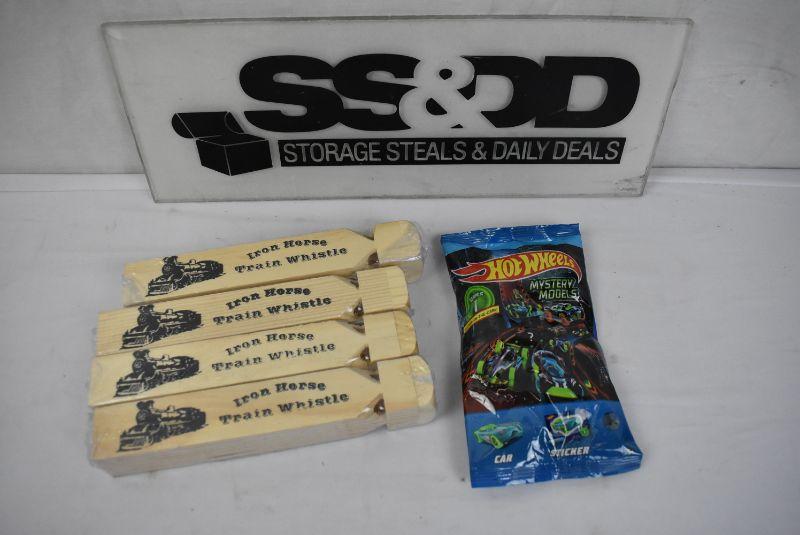 SS&DD
STORAGE STEALS & DAILY DEALS
Iron Horse
Train Whistle
Iron Horse
Train Whistle
Iron Horse
Train Whistle
Iron Horse
Train Whistle
HOT WHEELS
MYSTERY
MODELS
CAR
STICKER